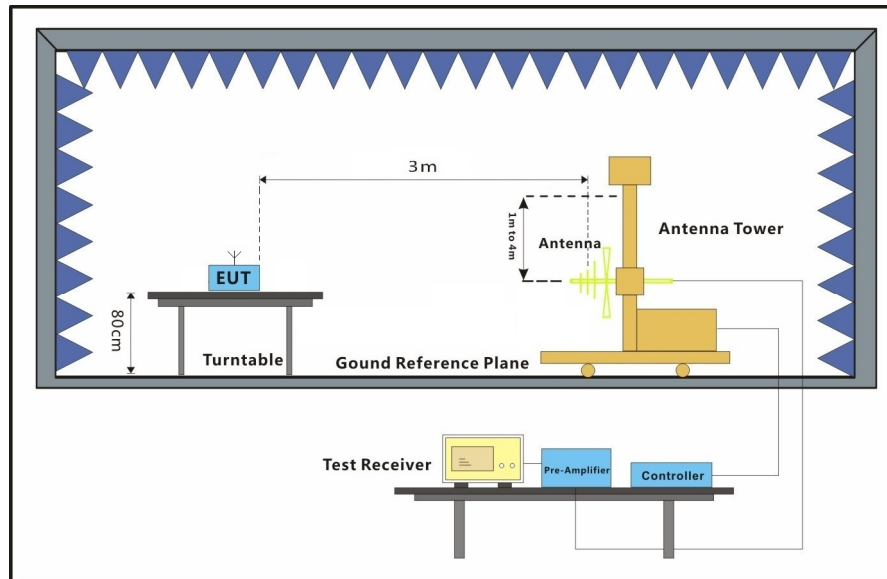 3m
1m to 4m
Antenna
Antenna Tower
EUT
80cm
Turntable
Gound Reference Plane
Test Receiver
Pre-Amplifier
Controller